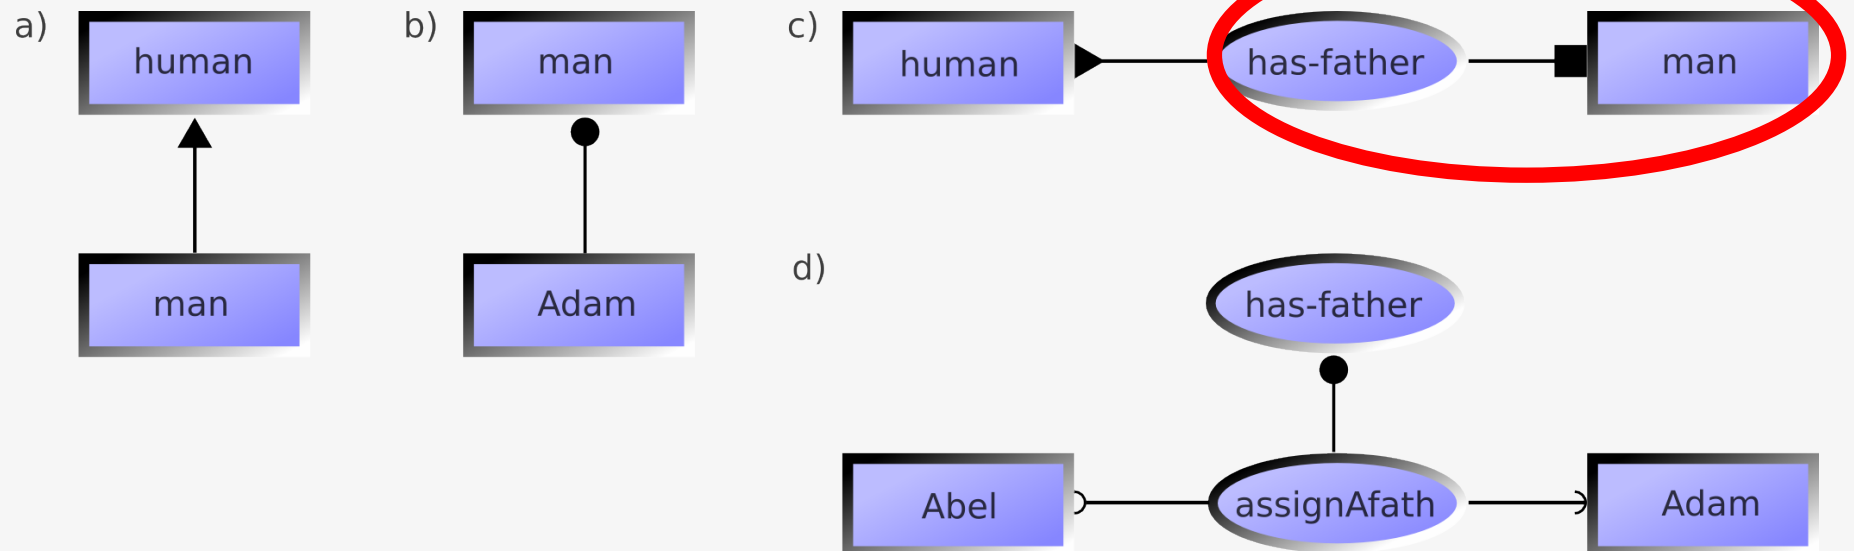 a)
human
man
b)
man
Adam
c)
human
has-father
man
d)
has-father
Abel
assignAfath
Adam